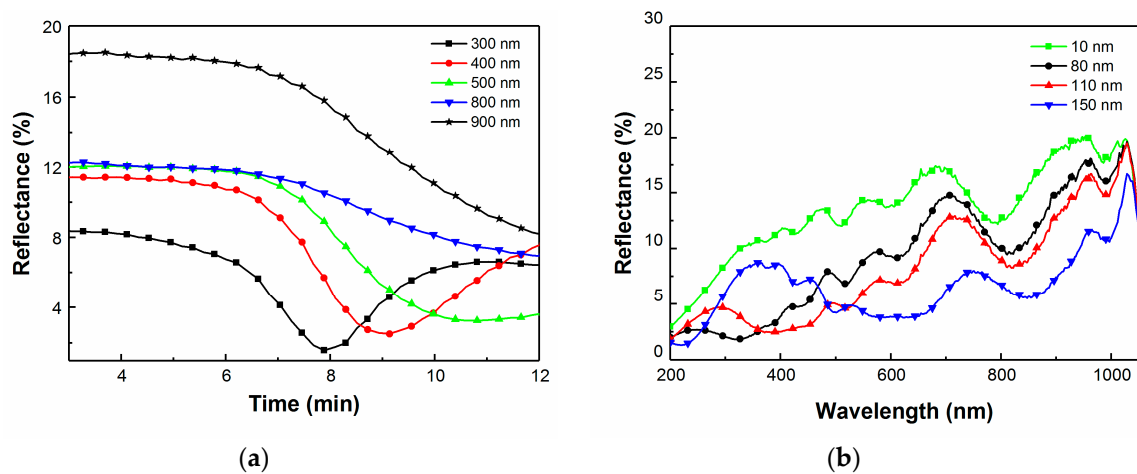 20
16
12
8
4
4
6
8
10
12
Reflectance (%)
Time (min)
300 nm
400 nm
500 nm
800 nm
900 nm
(a)
30
25
20
15
10
5
0
200
400
600
800
1000
Reflectance (%)
Wavelength (nm)
10 nm
80 nm
110 nm
150 nm
(b)